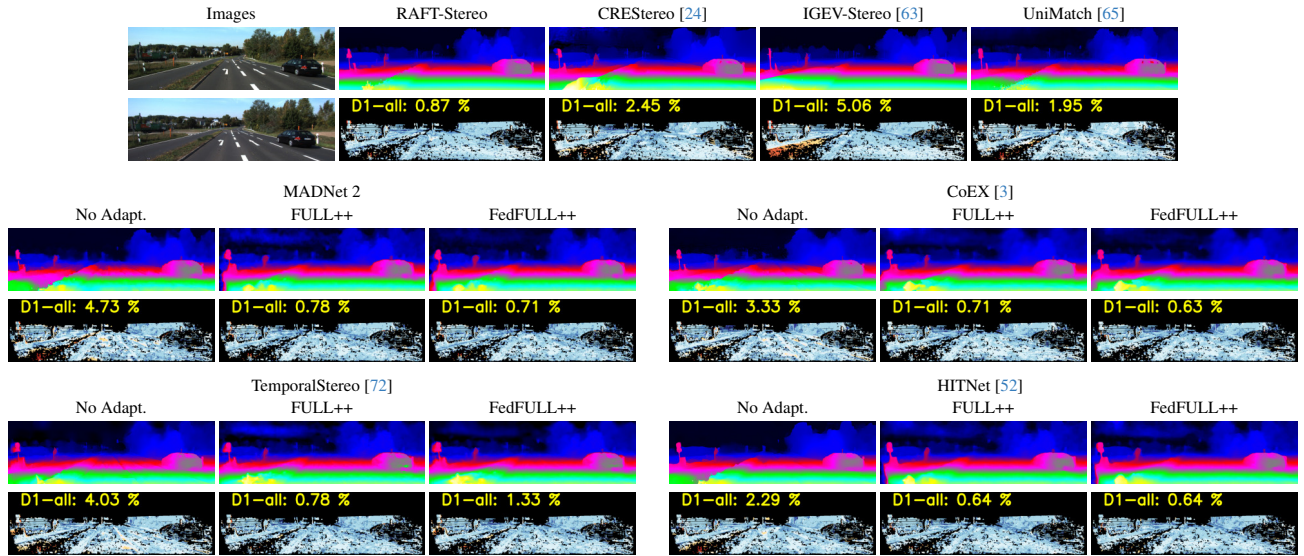 Images RAFT-Stereo CREStereo [24] IGEV-Stereo [63] UniMatch [65]
D1-all: 0.87 % D1-all: 2.45 % D1-all: 5.06 % D1-all: 1.95 %
MADNet 2 CoEX [3]
No Adapt. FULL++ FedFULL++ No Adapt. FULL++ FedFULL++
D1-all: 4.73 % D1-all: 0.78 % D1-all: 0.71 % D1-all: 3.33 % D1-all: 0.71 % D1-all: 0.63 %
TemporalStereo [72] HITNet [52]
No Adapt. FULL++ FedFULL++ No Adapt. FULL++ FedFULL++
D1-all: 4.03 % D1-all: 0.78 % D1-all: 1.33 % D1-all: 2.29 % D1-all: 0.64 % D1-all: 0.64 %